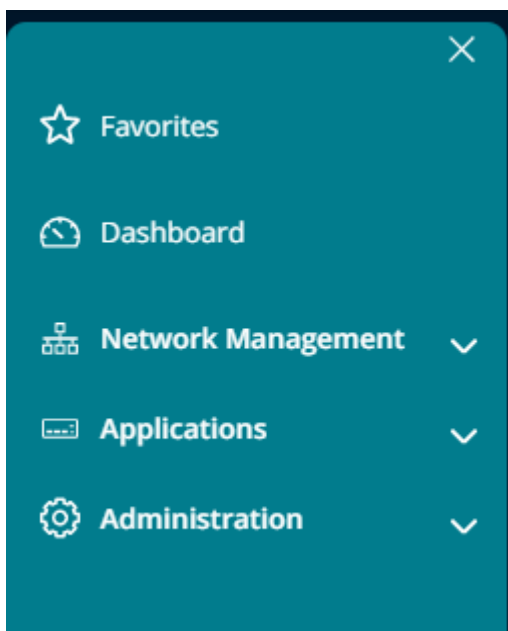 Favorites
Dashboard
Network Management
Applications
Administration